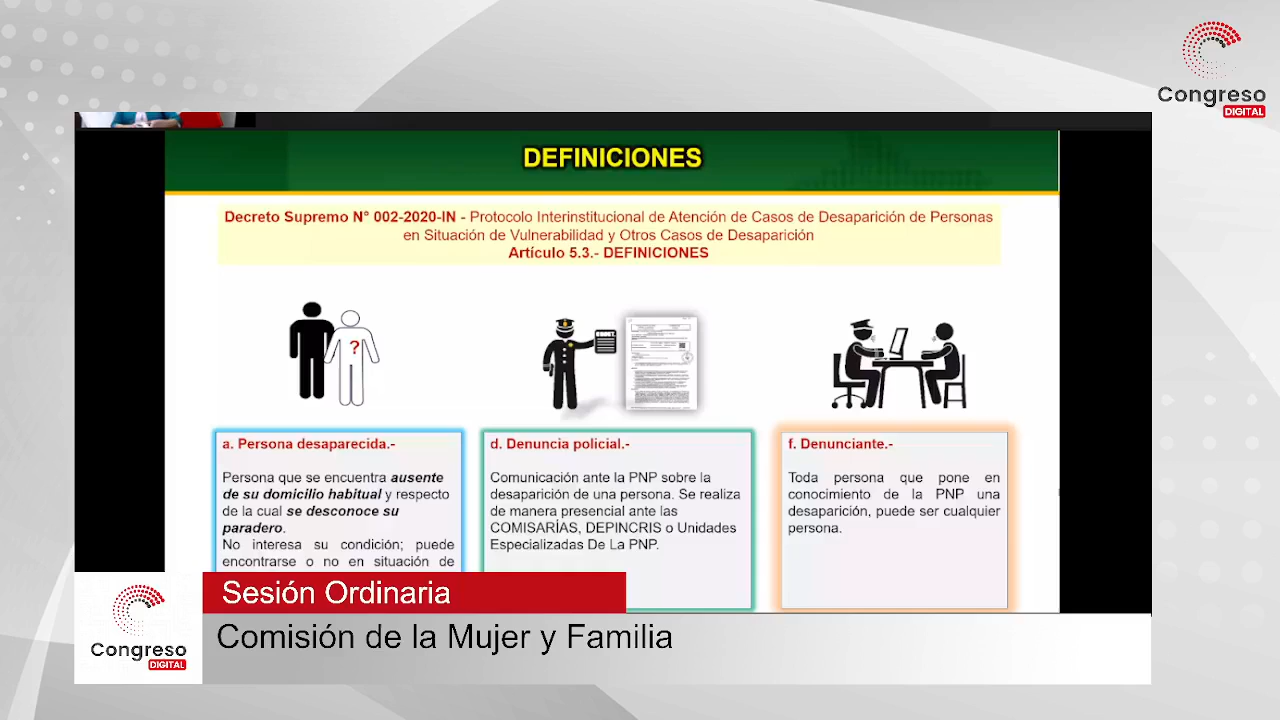 Congreso
DIGITAL
DEFINICIONES
Decreto Supremo N° 002-2020-IN - Protocolo Interinstitucional de Atención de Casos de Desaparición de Personas
en Situación de Vulnerabilidad y Otros Casos de Desaparición
Artículo 5.3.- DEFINICIONES
?
a. Persona desaparecida.-
Persona que se encuentra ausente
de su domicilio habitual y respecto
de la cual se desconoce su
paradero.
No interesa su condición; puede
encontrarse o no en situación de
d. Denuncia policial.-
Comunicación ante la PNP sobre la
desaparición de una persona. Se realiza
de manera presencial ante las
COMISARÍAS, DEPINCRIS o Unidades
Especializadas De La PNP.
f. Denunciante.-
Toda persona que pone en
conocimiento de la PNP una
desaparición, puede ser cualquier
persona.
Sesión Ordinaria
Comisión de la Mujer y Familia
Congreso
DIGITAL